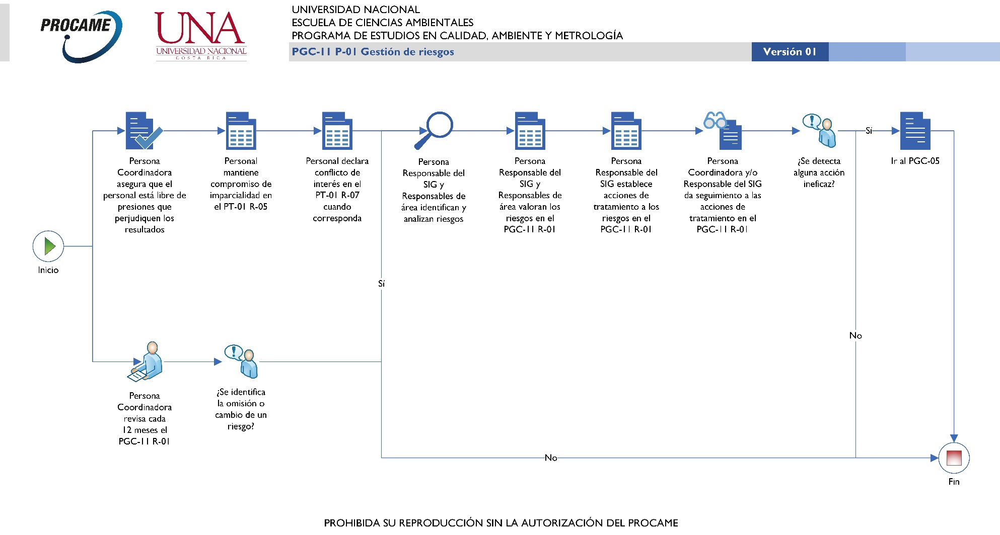 PROCAME
UNA
UNIVERSIDAD NACIONAL
COSTA RICA
UNIVERSIDAD NACIONAL
ESCUELA DE CIENCIAS AMBIENTALES
PROGRAMA DE ESTUDIOS EN CALIDAD, AMBIENTE Y METROLOGÍA
PGC-11 P-01 Gestión de riesgos
Versión 01
Inicio
Persona
Coordinadora
asegura que el
personal está libre de
presiones que
perjudiquen los
resultados
Personal
mantiene
compromiso de
imparcialidad en
el PT-01 R-05
Personal declara
conflicto de
interés en el
PT-01 R-07
cuando
corresponda
Persona
Responsable del
SIG y
Responsables de
área identifican y
analizan riesgos
Persona
Responsable del
SIG y
Responsables de
área valoran los
riesgos en el
PGC-11 R-01
Persona
Responsable del
SIG establece
acciones de
tratamiento a los
riesgos en el
PGC-11 R-01
Persona
Coordinadora y/o
Responsable del SIG
da seguimiento a las
acciones de
tratamiento en el
PGC-11 R-01
¿Se detecta
alguna acción
ineficaz?
Sí
Ir al PGC-05
Sí
No
Persona
Coordinadora
revisa cada
12 meses el
PGC-11 R-01
¿Se identifica
la omisión o
cambio de un
riesgo?
No
Fin
PROHIBIDA SU REPRODUCCIÓN SIN LA AUTORIZACIÓN DEL PROCAME